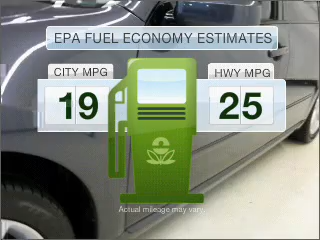 EPA FUEL ECONOMY ESTIMATES
CITY MPG
HWY MPG
19
25
Actual mileage may vary.